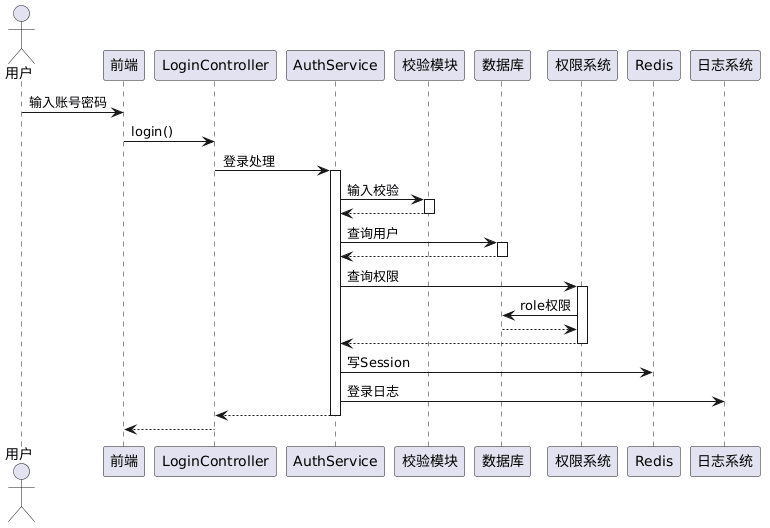 用户
前端
LoginController
AuthService
校验模块
数据库
权限系统
Redis
日志系统
输入账号密码
login()
登录处理
输入校验
查询用户
查询权限
role权限
写Session
登录日志
用户
前端
LoginController
AuthService
校验模块
数据库
权限系统
Redis
日志系统